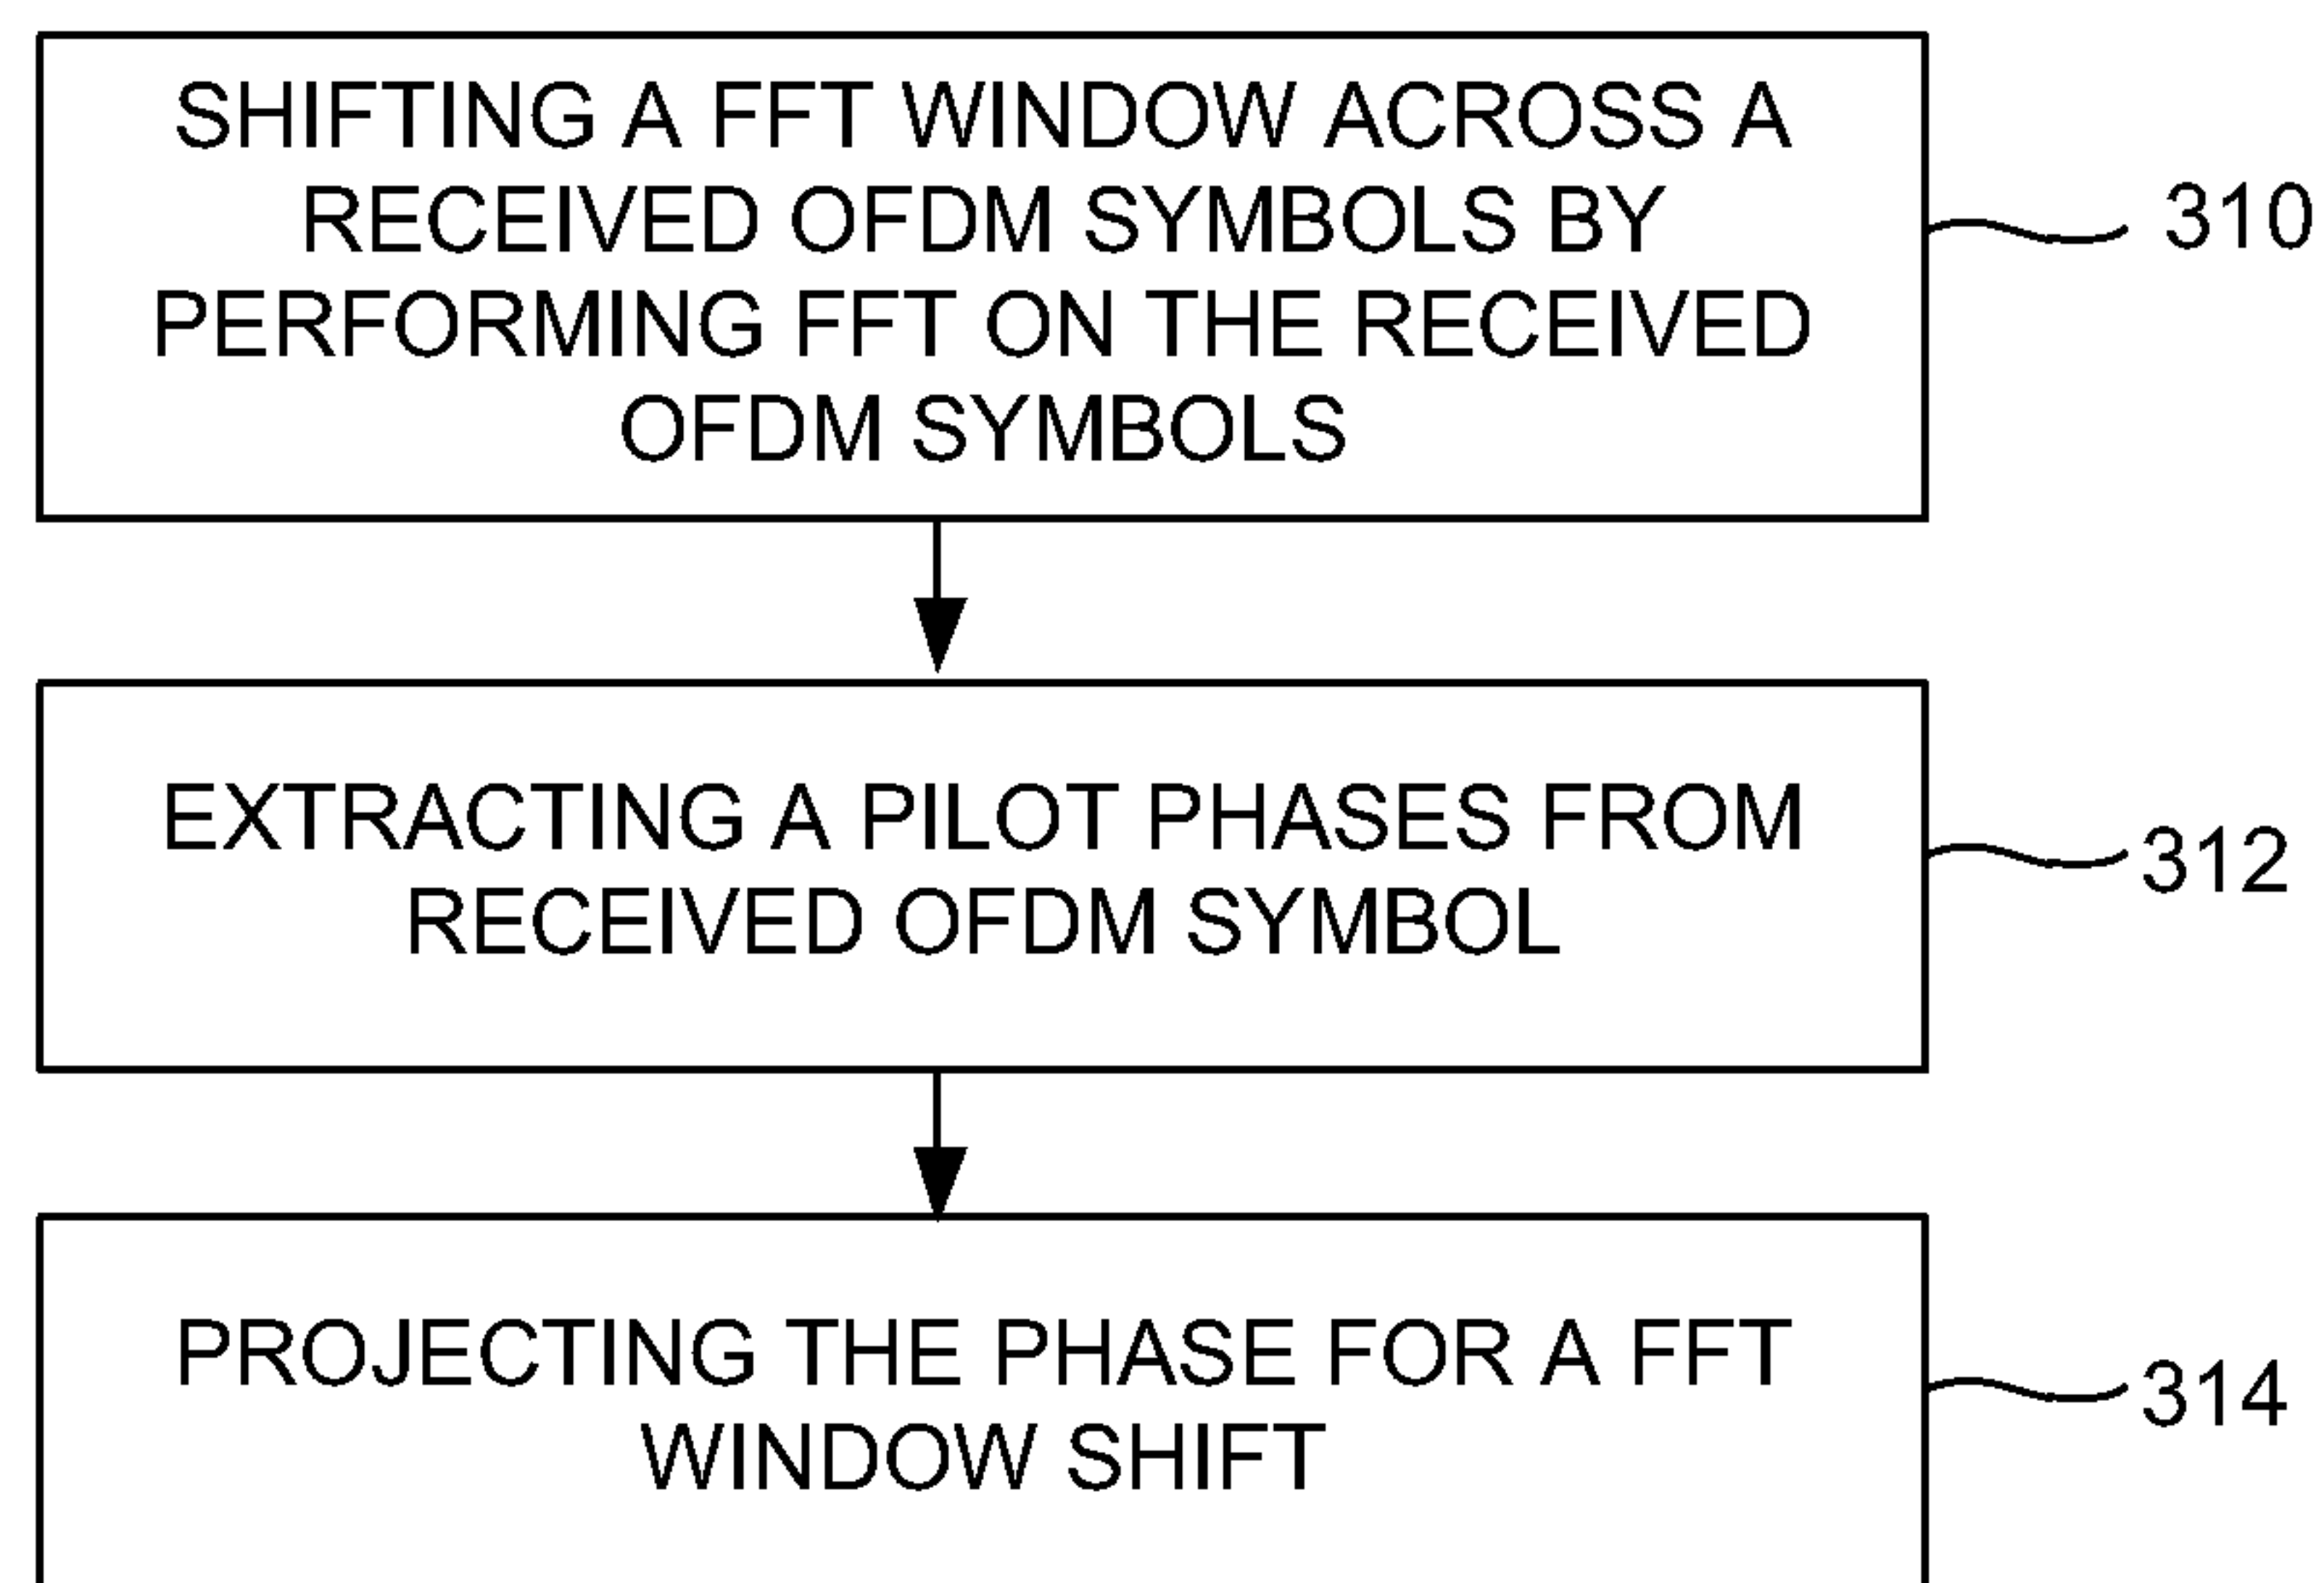 SHIFTING A FFT WINDOW ACROSS A
RECEIVED OFDM SYMBOLS BY
PERFORMING FFT ON THE RECEIVED
OFDM SYMBOLS
310
EXTRACTING A PILOT PHASES FROM
RECEIVED OFDM SYMBOL
312
PROJECTING THE PHASE FOR A FFT
WINDOW SHIFT
314